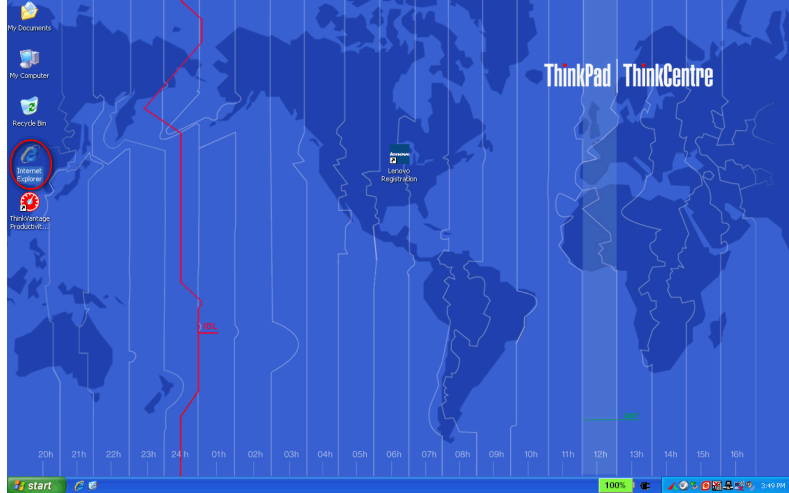 My Documents
ThinkPad ThinkCentre
My Computer
Recycle Bin
Internet
Explorer
lenovo
Lenovo
Registration
ThinkVantage
Productivit...
IDL
20h 21h 22h 23h 24 h 01h 02h 03h 04h 05h 06h 07h 08h 09h 10h 11h 12h 13h 14h 15h 16h
start
100%
3:49 PM